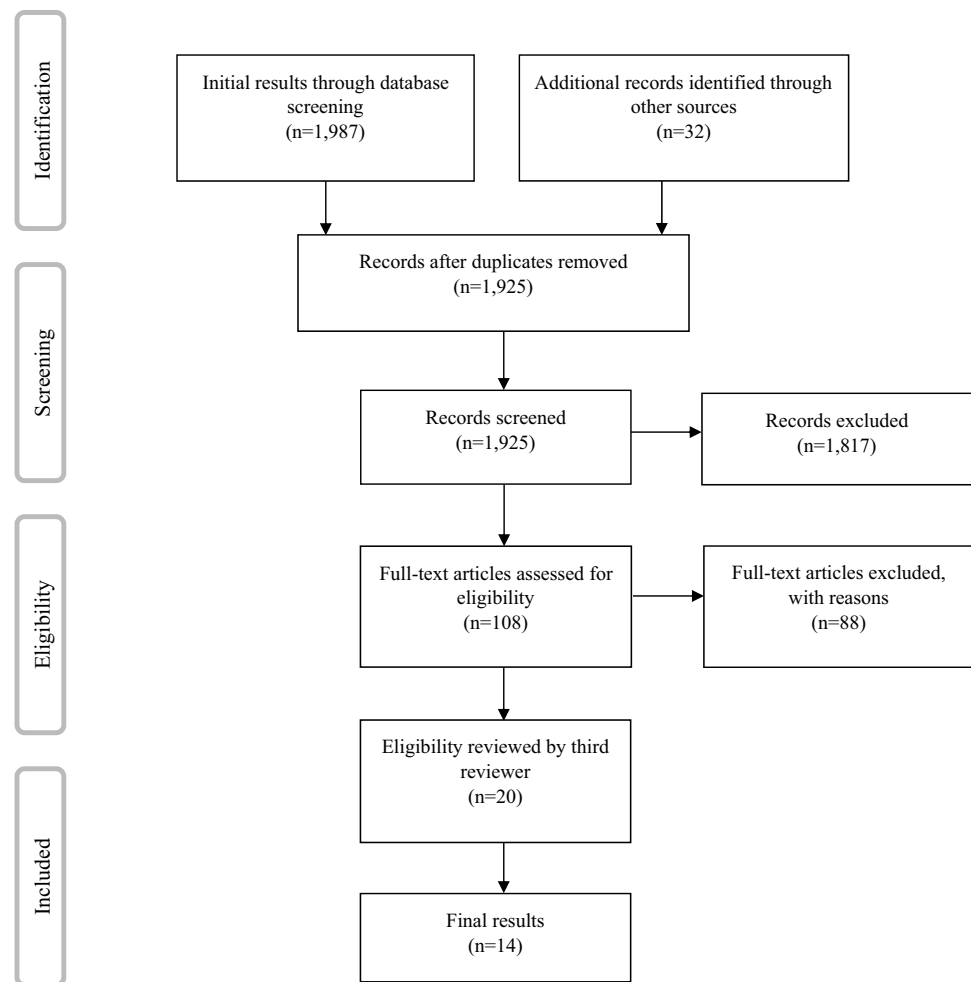 Identification
Initial results through database
screening
(n=1,987)
Additional records identified through
other sources
(n=32)
Records after duplicates removed
(n=1,925)
Screening
Records screened
(n=1,925)
Records excluded
(n=1,817)
Eligibility
Full-text articles assessed for
eligibility
(n=108)
Full-text articles excluded,
with reasons
(n=88)
Eligibility reviewed by third
reviewer
(n=20)
Included
Final results
(n=14)